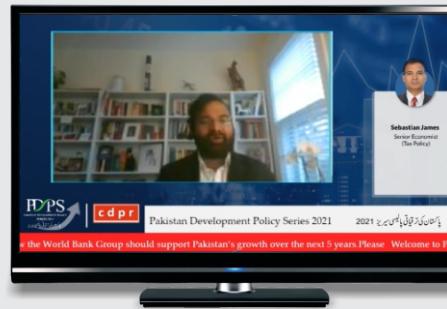 Sebastian James
Senior Economist
(Tax Policy)
PDPS
cdpr
Pakistan Development Policy Series 2021
پاکستان کی ترقیاتی پالیسی سیریز 2021
the World Bank Group should support Pakistan's growth over the next 5 years. Please Welcome to